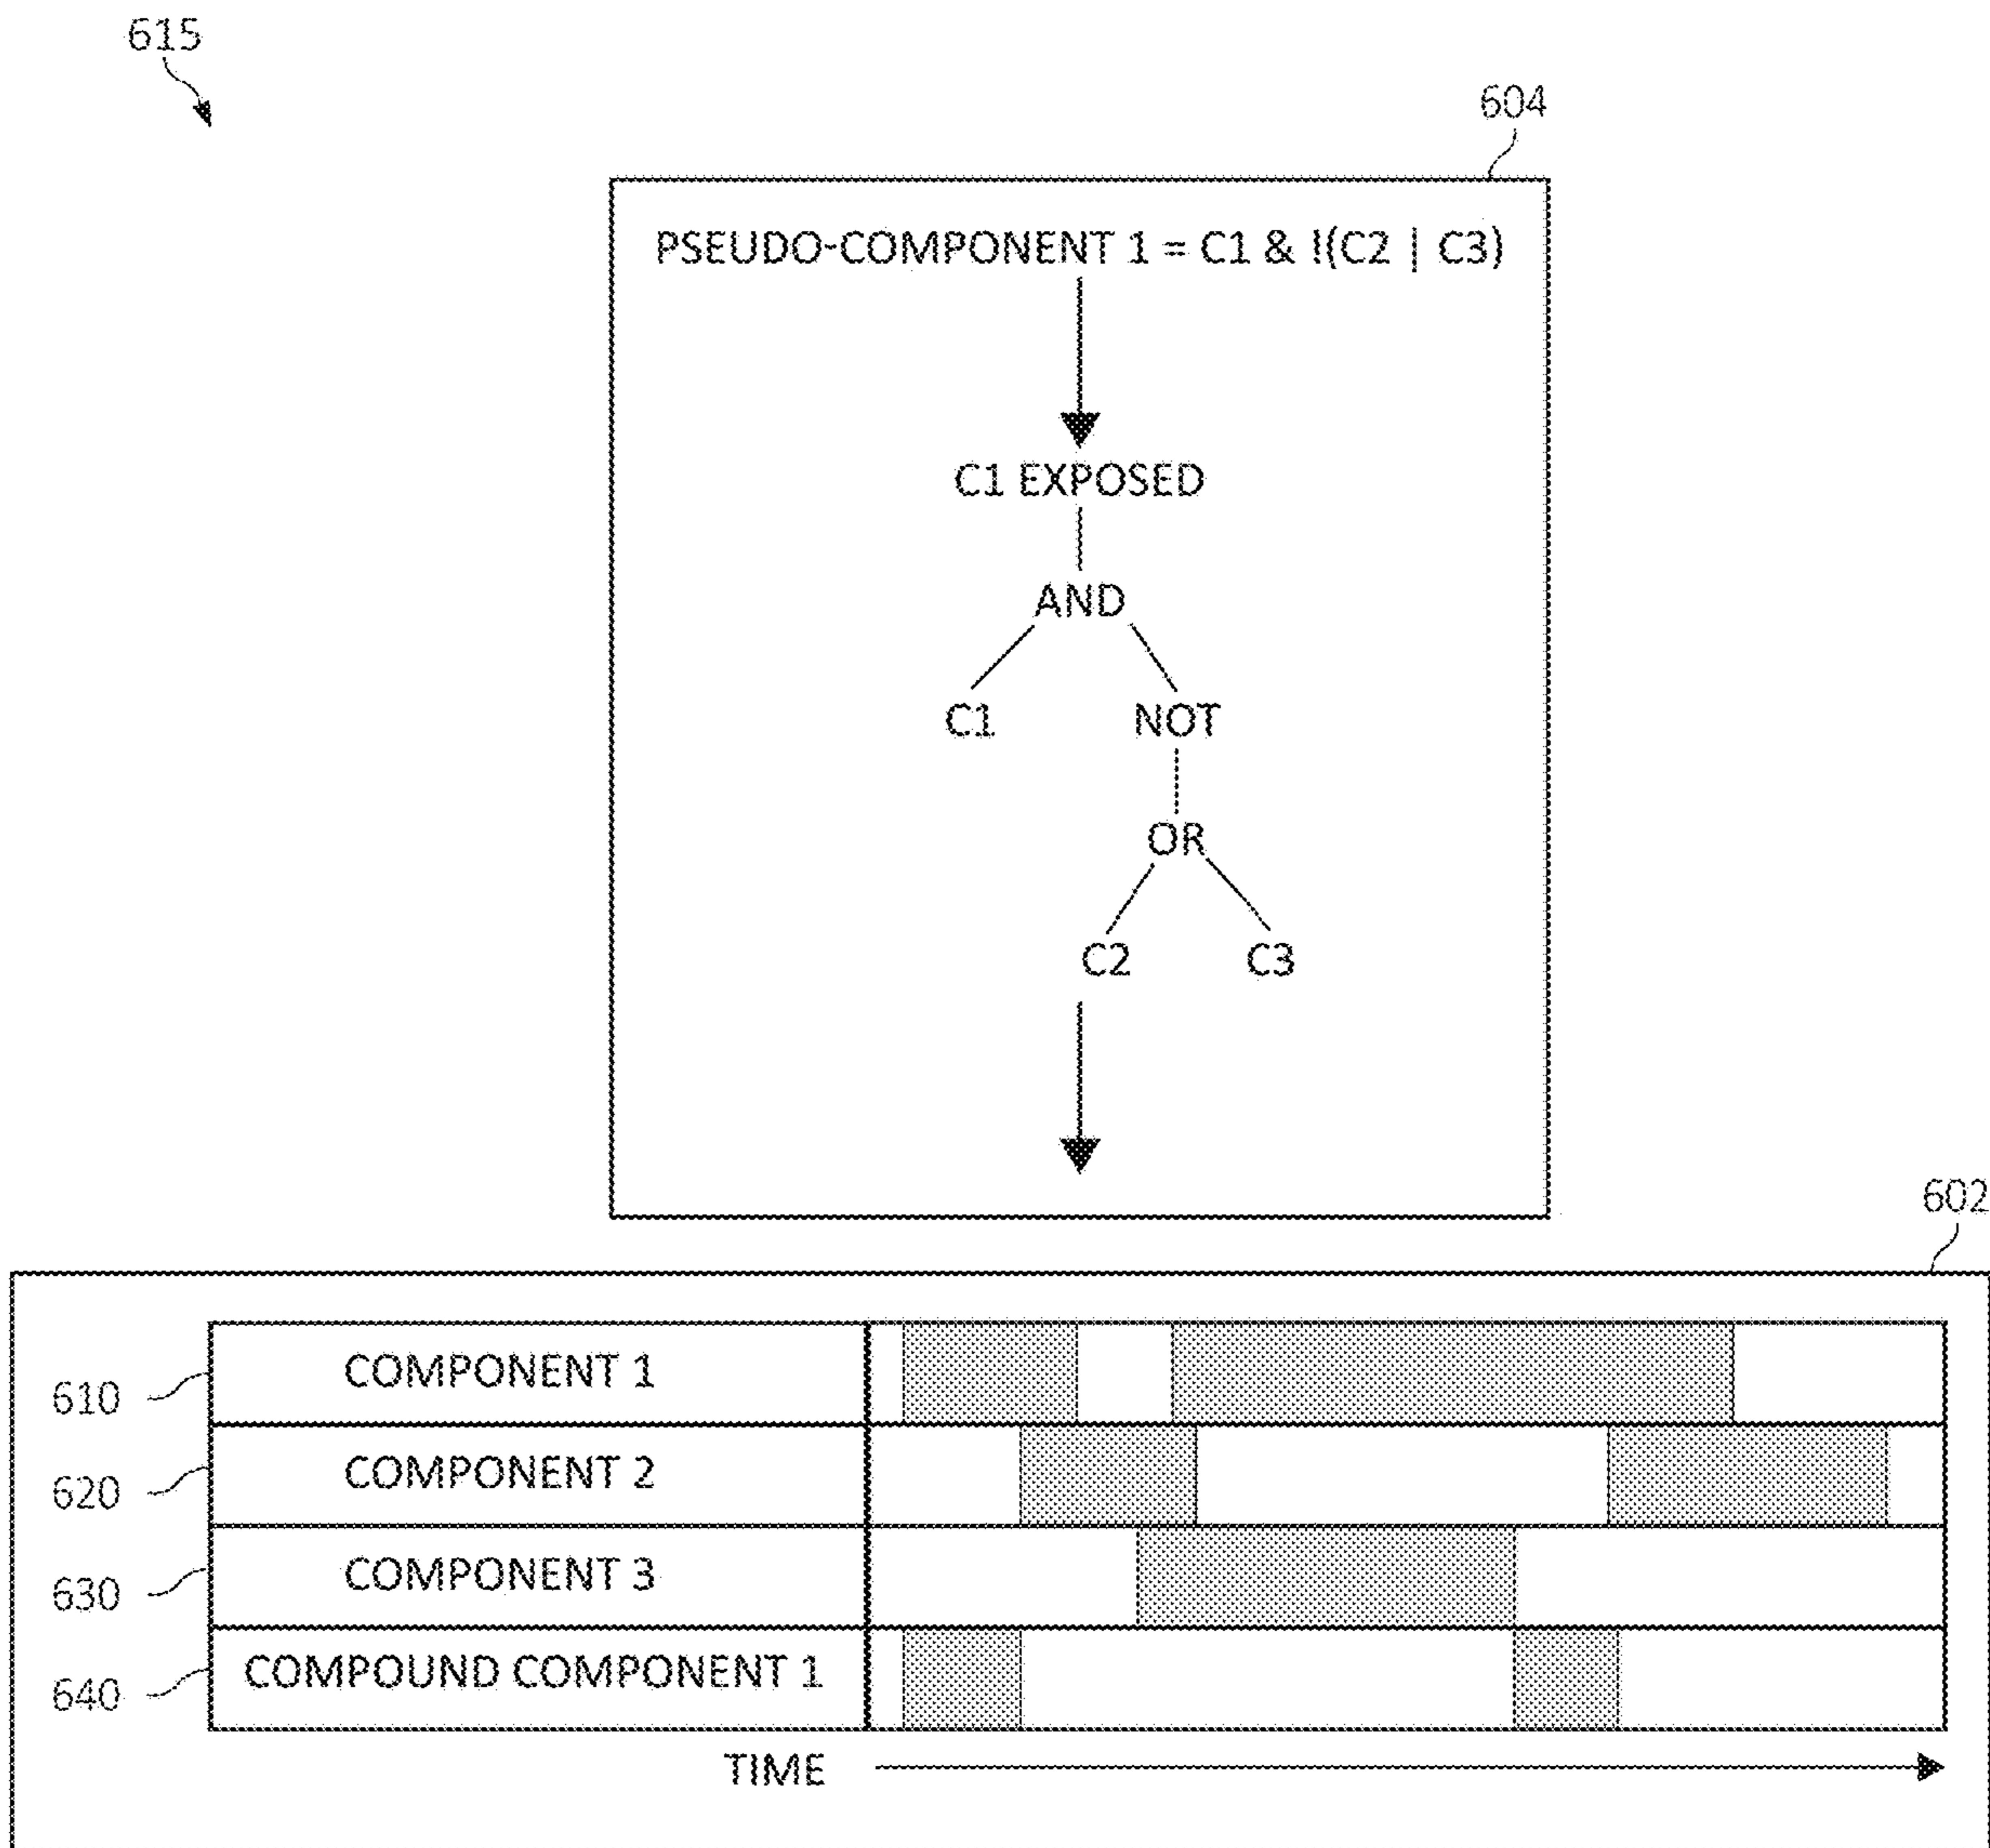 615
604
PSEUDO-COMPONENT 1 = C1 & !(C2 | C3)
C1 EXPOSED
AND
C1 NOT
OR
C2 C3
602
COMPONENT 1
610
COMPONENT 2
620
COMPONENT 3
630
COMPOUND COMPONENT 1
640
TIME